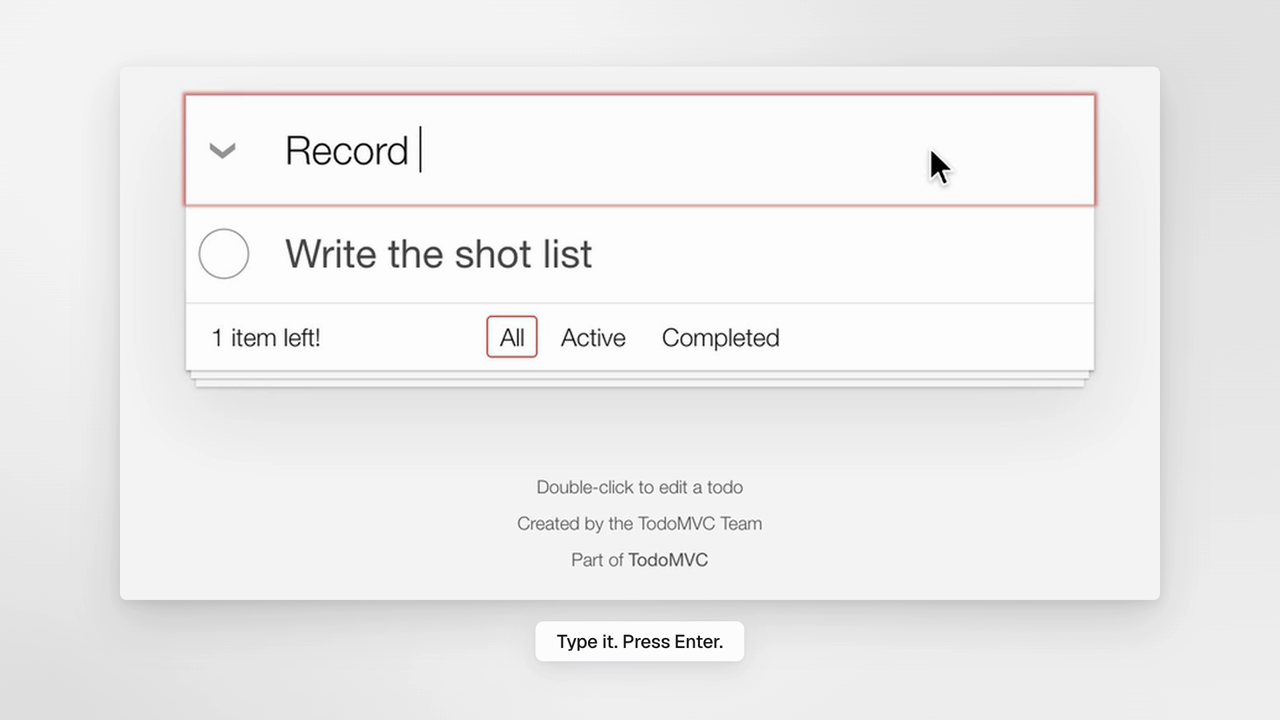 Record
Write the shot list
1 item left!
All
Active
Completed
Double-click to edit a todo
Created by the TodoMVC Team
Part of TodoMVC
Type it. Press Enter.